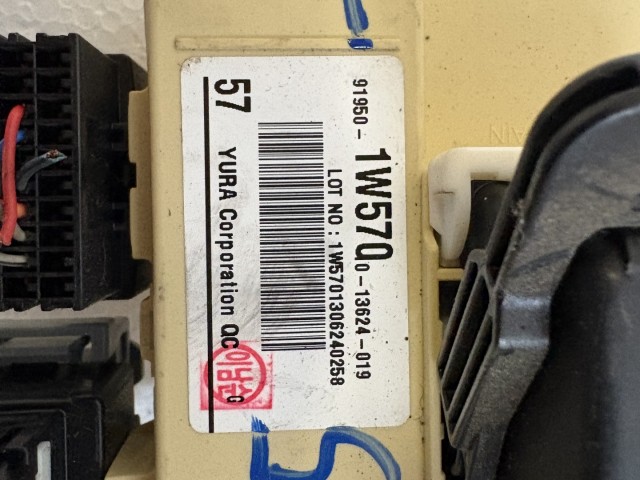 91950-1W570 0-13624-019
LOT NO : 1W5701306240258
57 YURA Corporation QC
S